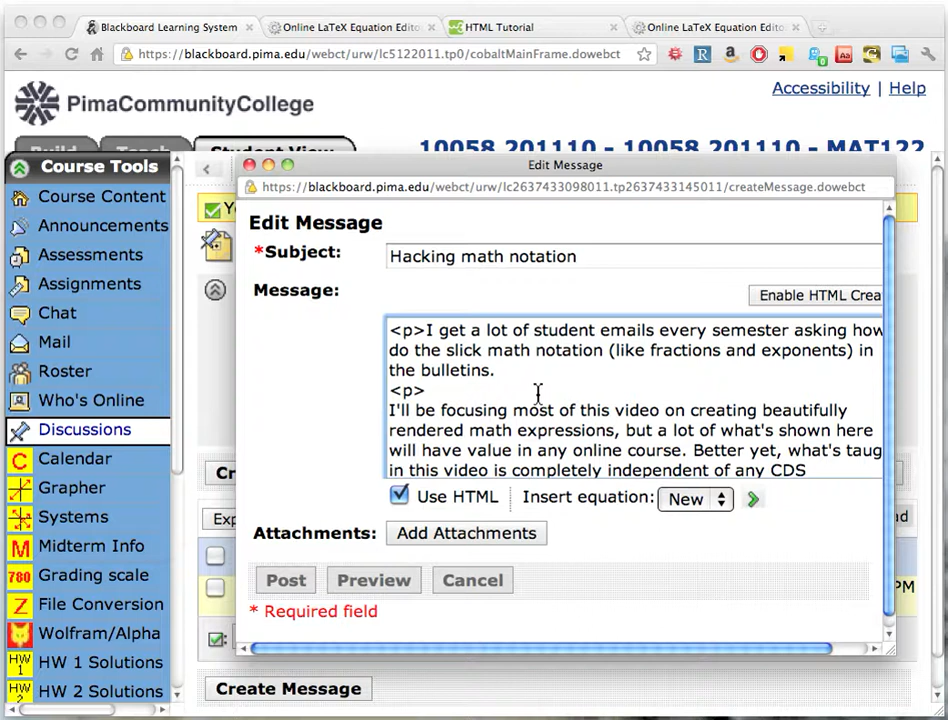 Blackboard Learning System
Online LaTeX Equation Edito
HTML Tutorial
Online LaTeX Equation Edito
https://blackboard.pima.edu/webct/urw/lc5122011.tp0/cobaltMainFrame.dowebct
PimaCommunityCollege
Accessibility | Help
Build
Teach
Student View
10058 201110 - 10058 201110 - MAT122
Course Tools
Course Content
Announcements
Assessments
Assignments
Chat
Mail
Roster
Who's Online
Discussions
Calendar
Grapher
Systems
Midterm Info
Grading scale
File Conversion
Wolfram/Alpha
HW 1 Solutions
HW 2 Solutions
Edit Message
https://blackboard.pima.edu/webct/urw/lc2637433098011.tp2637433145011/createMessage.dowebct
Edit Message
*Subject: Hacking math notation
Message:
Enable HTML Crea
<p>I get a lot of student emails every semester asking how
do the slick math notation (like fractions and exponents) in
the bulletins.
<p>
I'll be focusing most of this video on creating beautifully
rendered math expressions, but a lot of what's shown here
will have value in any online course. Better yet, what's taug
in this video is completely independent of any CDS
Use HTML
Insert equation: New
Attachments: Add Attachments
Post
Preview
Cancel
* Required field
Cr
Exp
ad
PM
Create Message